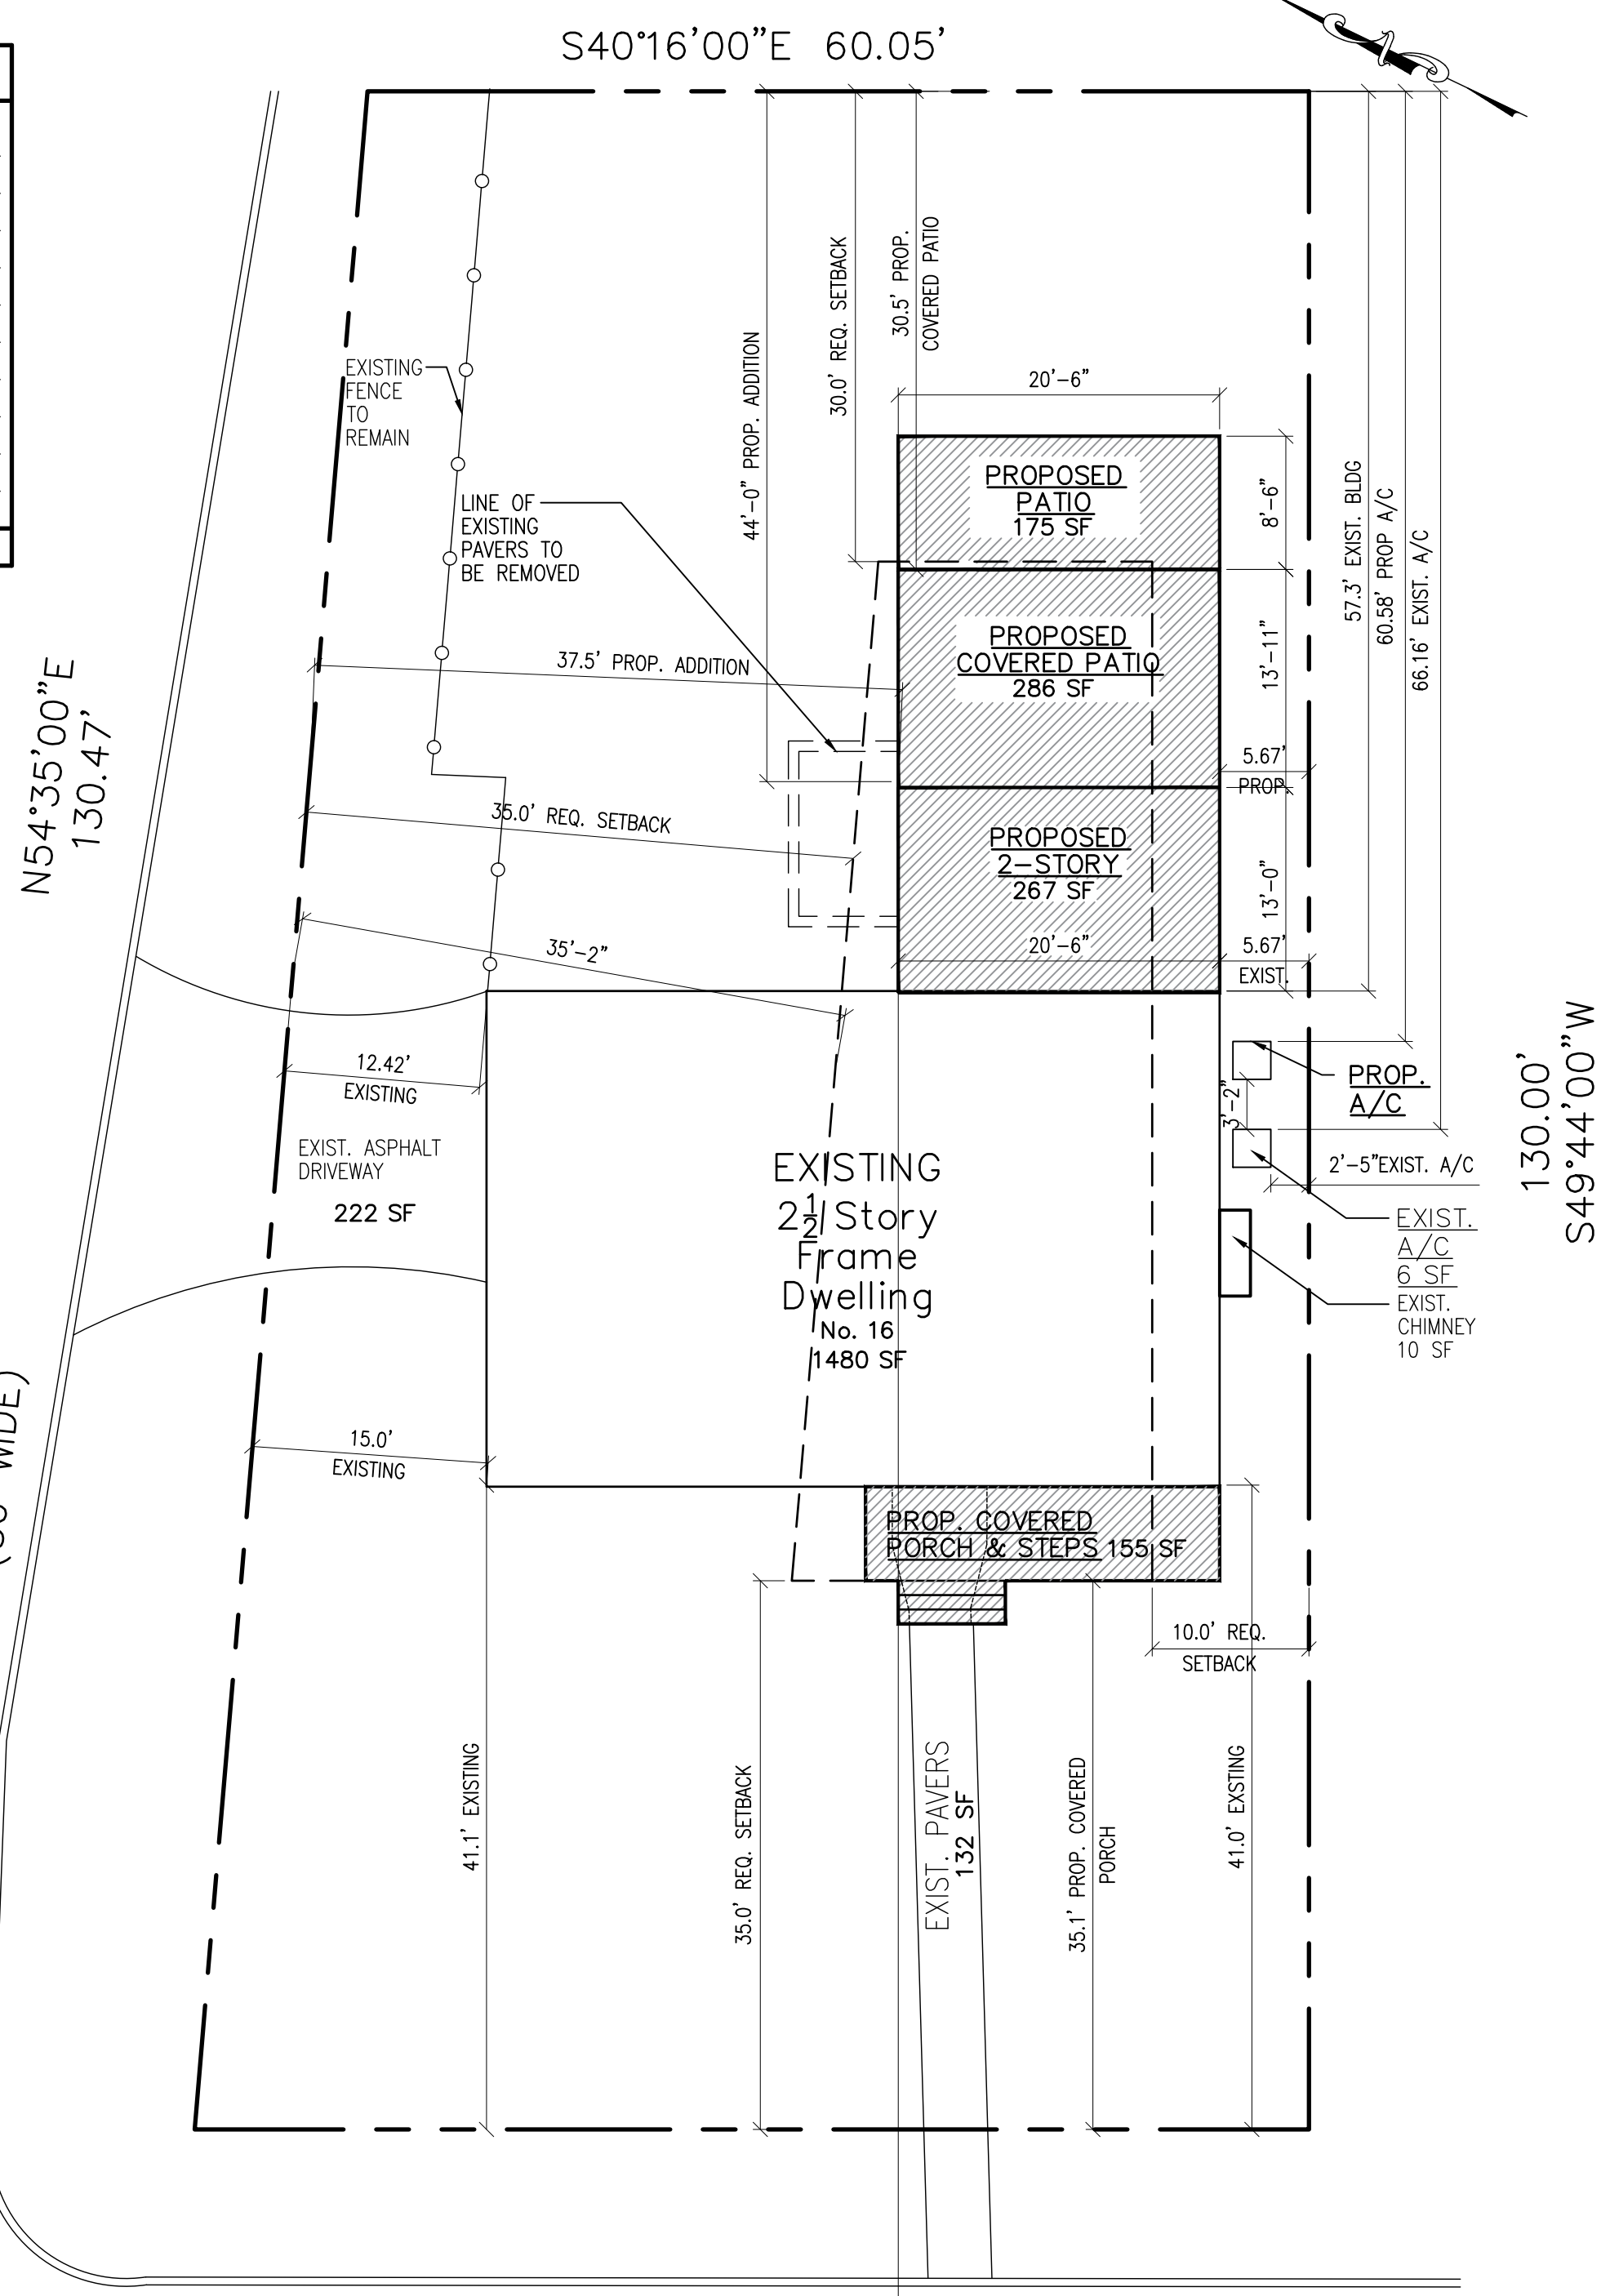 S40°16'00"E 60.05'
30.0' REQ. SETBACK
30.5' PROP.
COVERED PATIO
44'-0" PROP. ADDITION
EXISTING
FENCE
TO
REMAIN
20'-6"
PROPOSED
PATIO
175 SF
8'-6"
57.3' EXIST. BLDG
60.58' PROP A/C
66.16' EXIST. A/C
LINE OF
EXISTING
PAVERS TO
BE REMOVED
PROPOSED
COVERED PATIO
286 SF
13'-11"
37.5' PROP. ADDITION
N54°35'00"E
130.47'
5.67'
PROP.
35.0' REQ. SETBACK
PROPOSED
2-STORY
267 SF
13'-0"
20'-6"
5.67'
EXIST.
35'-2"
12.42'
EXISTING
PROP.
A/C
3'-2"
130.00'
S49°44'00"W
EXIST. ASPHALT
DRIVEWAY
222 SF
2'-5"EXIST. A/C
EXISTING
2½ Story
Frame
Dwelling
No. 16
1480 SF
EXIST.
A/C
6 SF
EXIST.
CHIMNEY
10 SF
WIDE)
15.0'
EXISTING
PROP. COVERED
PORCH & STEPS 155 SF
10.0' REQ.
SETBACK
41.1' EXISTING
35.0' REQ. SETBACK
EXIST. PAVERS
132 SF
35.1' PROP. COVERED
PORCH
41.0' EXSTING